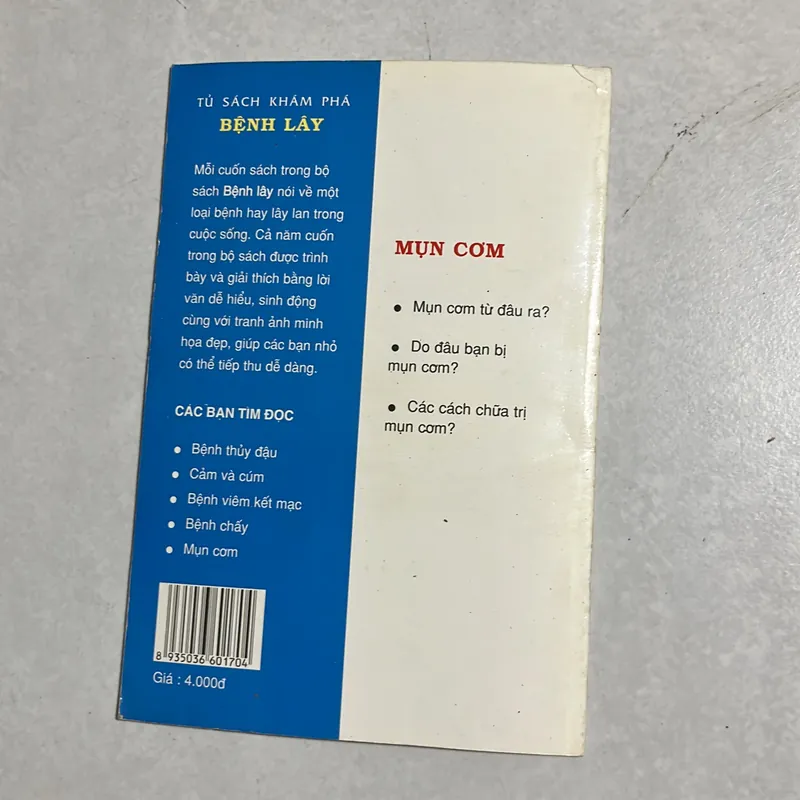 TỦ SÁCH KHÁM PHÁ
BỆNH LÂY
Mỗi cuốn sách trong bộ
sách Bệnh lây nói về một
loại bệnh hay lây lan trong
cuộc sống. Cả năm cuốn
trong bộ sách được trình
bày và giải thích bằng lời
văn dễ hiểu, sinh động
cùng với tranh ảnh minh
họa đẹp, giúp các bạn nhỏ
có thể tiếp thu dễ dàng.
CÁC BẠN TÌM ĐỌC
• Bệnh thủy đậu
• Cảm và cúm
• Bệnh viêm kết mạc
• Bệnh chấy
• Mụn cơm
8 935036 601704
Giá : 4.000đ
MỤN CƠM
• Mụn cơm từ đâu ra?
• Do đâu bạn bị
mụn cơm?
• Các cách chữa trị
mụn cơm?